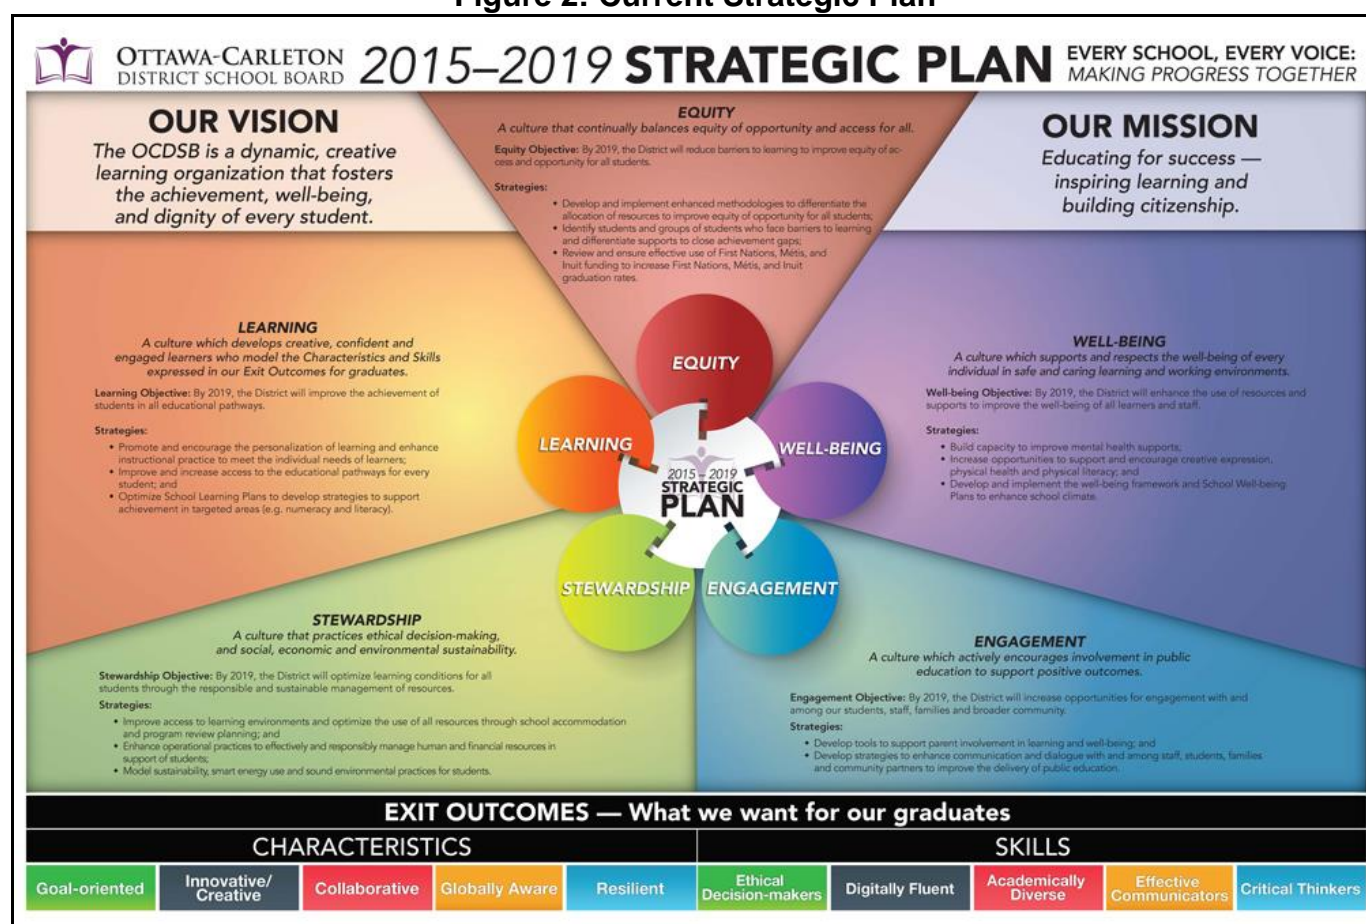 Figure 2: Current Strategic Plan
OTTAWA-CARLETON
DISTRICT SCHOOL BOARD
2015–2019 STRATEGIC PLAN
EVERY SCHOOL, EVERY VOICE:
MAKING PROGRESS TOGETHER
OUR VISION
The OCDSB is a dynamic, creative
learning organization that fosters
the achievement, well-being,
and dignity of every student.
EQUITY
A culture that continually balances equity of opportunity and access for all.
Equity Objective: By 2019, the District will reduce barriers to learning to improve equity of ac-
cess and opportunity for all students.
Strategies:
• Develop and implement enhanced methodologies to differentiate the
allocation of resources to improve equity of opportunity for all students;
• Identify students and groups of students who face barriers to learning
and differentiate supports to close achievement gaps;
• Review and ensure effective use of First Nations, Métis, and
Inuit funding to increase First Nations, Métis, and Inuit
graduation rates.
OUR MISSION
Educating for success —
inspiring learning and
building citizenship.
LEARNING
A culture which develops creative, confident and
engaged learners who model the Characteristics and Skills
expressed in our Exit Outcomes for graduates.
Learning Objective: By 2019, the District will improve the achievement of
students in all educational pathways.
Strategies:
• Promote and encourage the personalization of learning and enhance
instructional practice to meet the individual needs of learners;
• Improve and increase access to the educational pathways for every
student; and
• Optimize School Learning Plans to develop strategies to support
achievement in targeted areas (e.g. numeracy and literacy).
WELL-BEING
A culture which supports and respects the well-being of every
individual in safe and caring learning and working environments.
Well-being Objective: By 2019, the District will enhance the use of resources and
supports to improve the well-being of all learners and staff.
Strategies:
• Build capacity to improve mental health supports;
• Increase opportunities to support and encourage creative expression,
physical health and physical literacy; and
• Develop and implement the well-being framework and School Well-being
Plans to enhance school climate.
EQUITY
LEARNING
WELL-BEING
2015 – 2019
STRATEGIC
PLAN
STEWARDSHIP
ENGAGEMENT
STEWARDSHIP
A culture that practices ethical decision-making,
and social, economic and environmental sustainability.
Stewardship Objective: By 2019, the District will optimize learning conditions for all
students through the responsible and sustainable management of resources.
Strategies:
• Improve access to learning environments and optimize the use of all resources through school accommodation
and program review planning; and
• Enhance operational practices to effectively and responsibly manage human and financial resources in
support of students;
• Model sustainability, smart energy use and sound environmental practices for students.
ENGAGEMENT
A culture which actively encourages involvement in public
education to support positive outcomes.
Engagement Objective: By 2019, the District will increase opportunities for engagement with and
among our students, staff, families and broader community.
Strategies:
• Develop tools to support parent involvement in learning and well-being; and
• Develop strategies to enhance communication and dialogue with and among staff, students, families
and community partners to improve the delivery of public education.
EXIT OUTCOMES — What we want for our graduates
CHARACTERISTICS
SKILLS
Goal-oriented
Innovative/
Creative
Collaborative
Globally Aware
Resilient
Ethical
Decision-makers
Digitally Fluent
Academically
Diverse
Effective
Communicators
Critical Thinkers